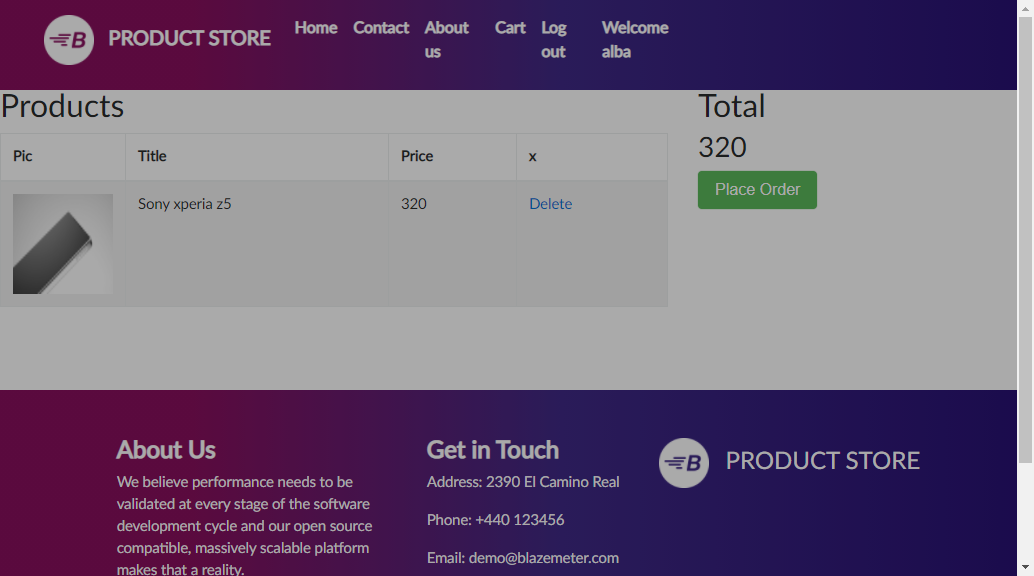 B PRODUCT STORE Home Contact About us Cart Log out Welcome alba
Products
Pic Title Price x
Sony xperia z5 320 Delete
Total
320
Place Order
About Us
We believe performance needs to be
validated at every stage of the software
development cycle and our open source
compatible, massively scalable platform
makes that a reality.
Get in Touch
Address: 2390 El Camino Real
Phone: +440 123456
Email: demo@blazemeter.com
B PRODUCT STORE